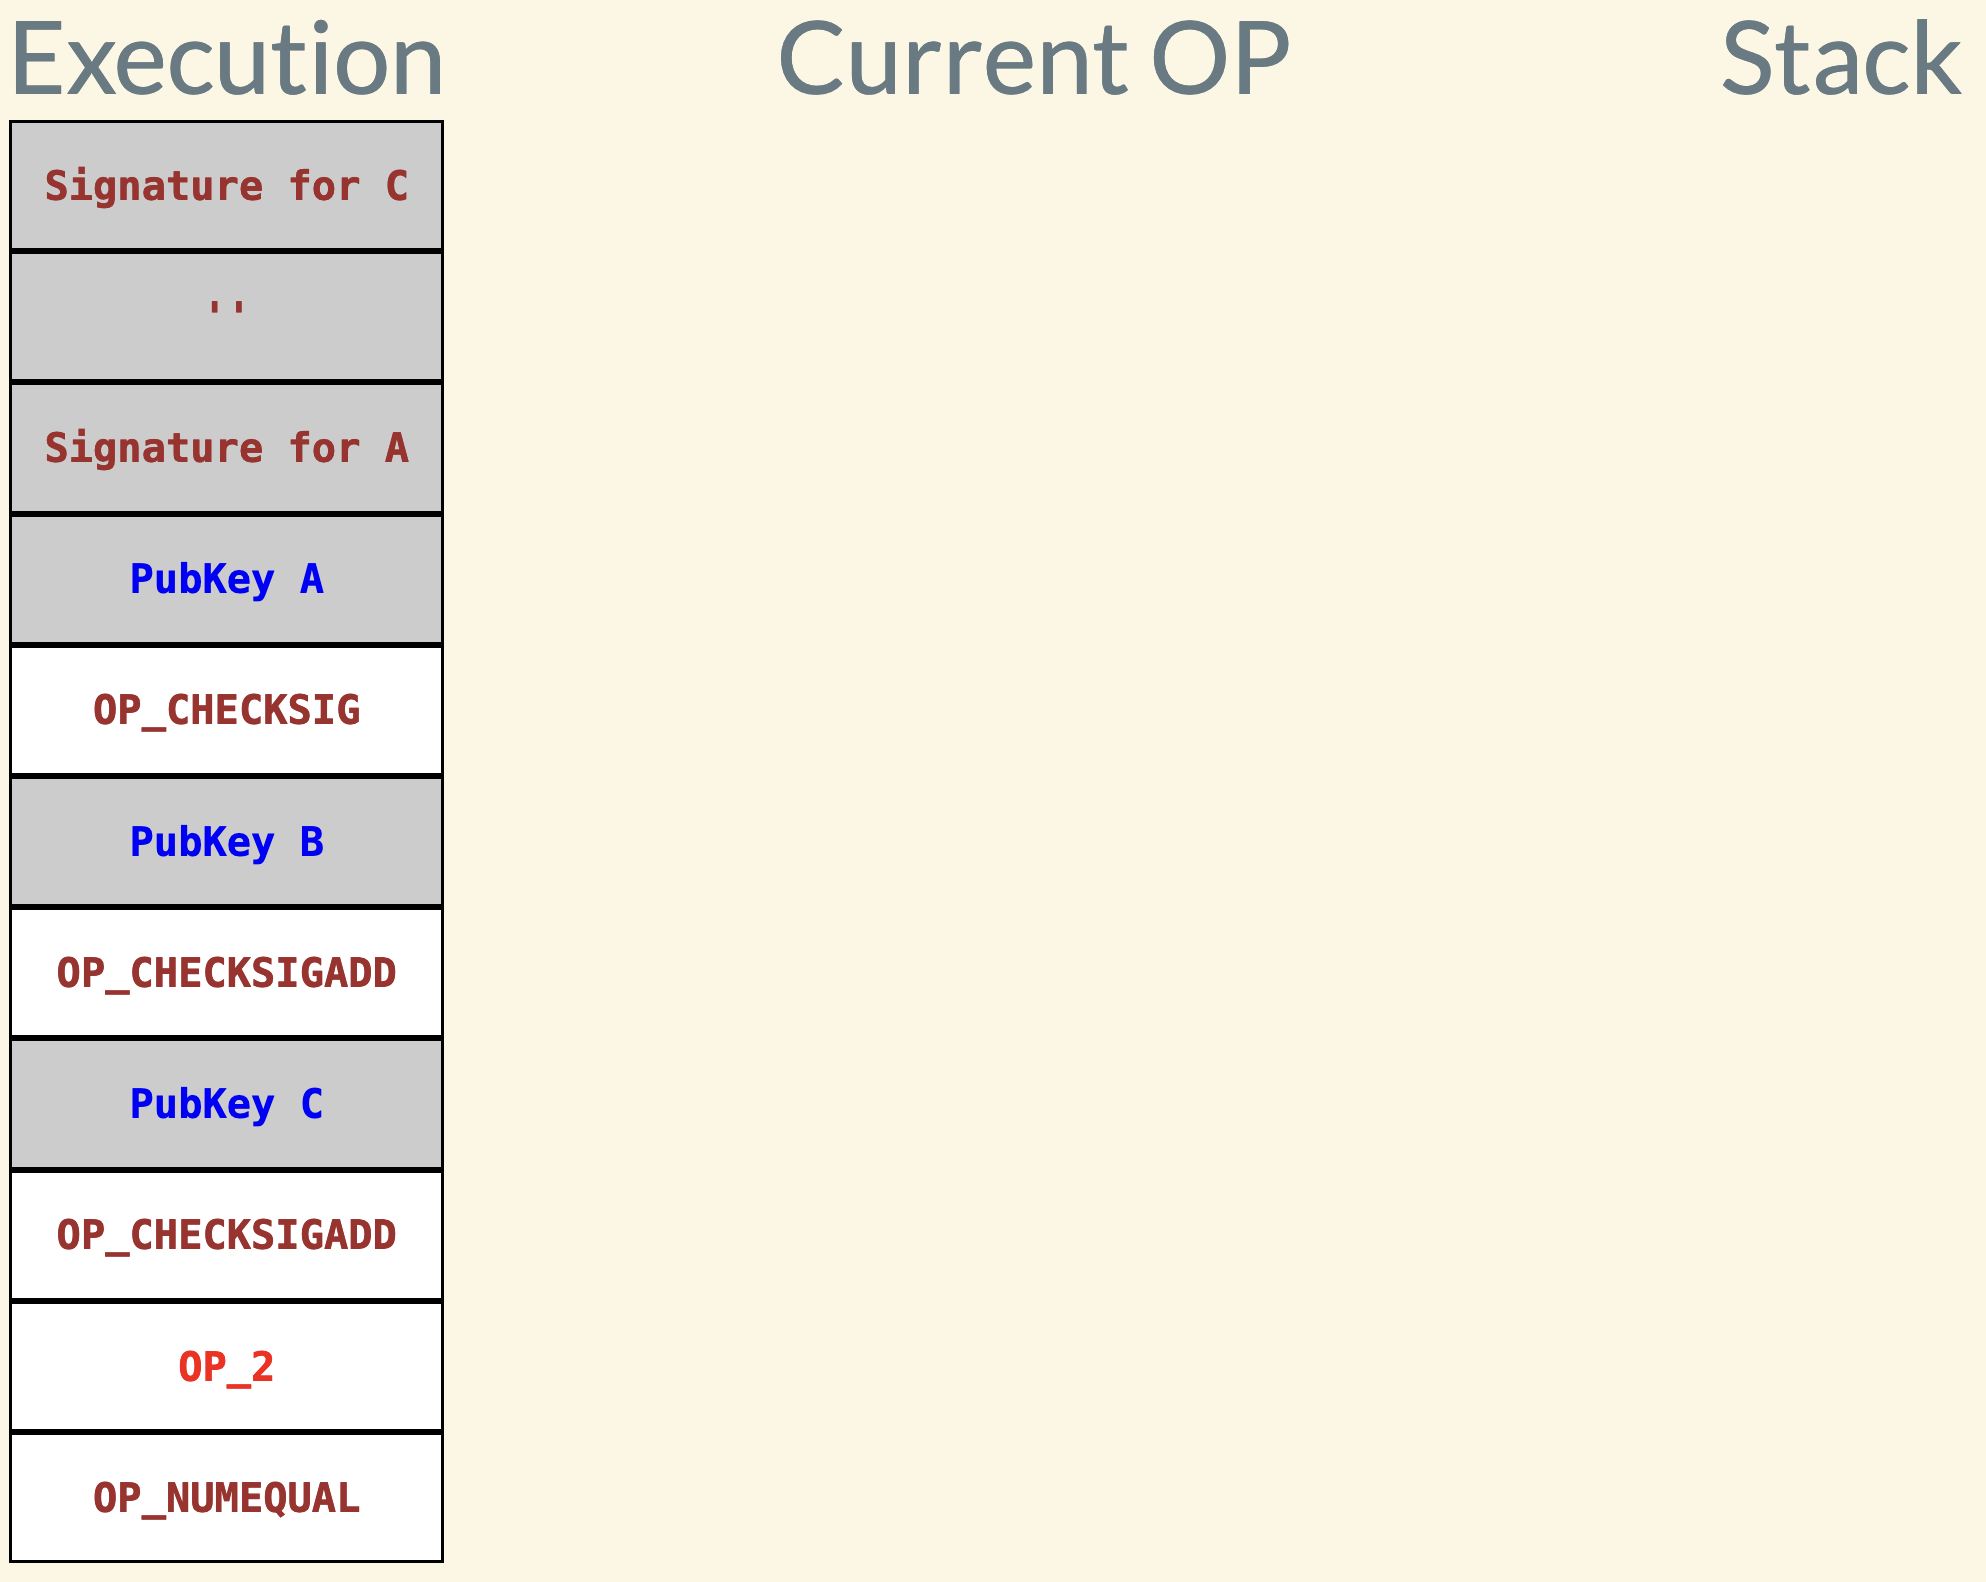 Execution Current OP Stack
Signature for C
''
Signature for A
PubKey A
OP_CHECKSIG
PubKey B
OP_CHECKSIGADD
PubKey C
OP_CHECKSIGADD
OP_2
OP_NUMEQUAL